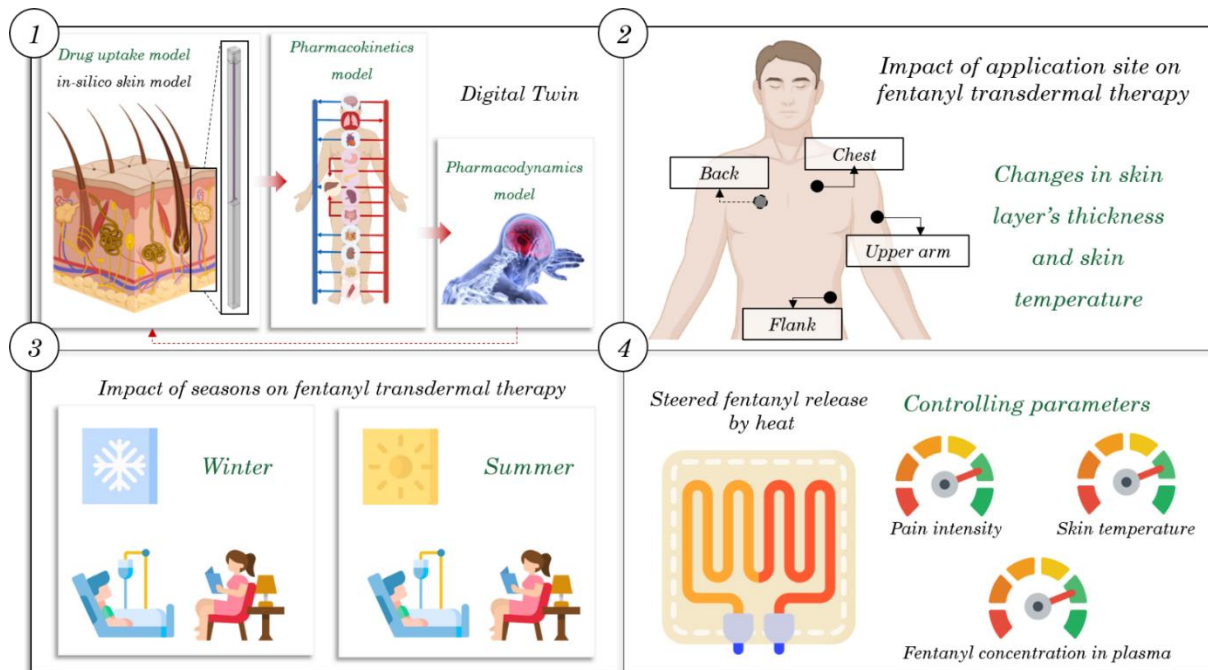 1
Drug uptake model
in-silico skin model
Pharmacokinetics
model
Digital Twin
Pharmacodynamics
model
2
Impact of application site on
fentanyl transdermal therapy
Chest
Back
Upper arm
Flank
Changes in skin
layer's thickness
and skin
temperature
3
Impact of seasons on fentanyl transdermal therapy
Winter
Summer
4
Steered fentanyl release
by heat
Controlling parameters
Pain intensity
Skin temperature
Fentanyl concentration in plasma